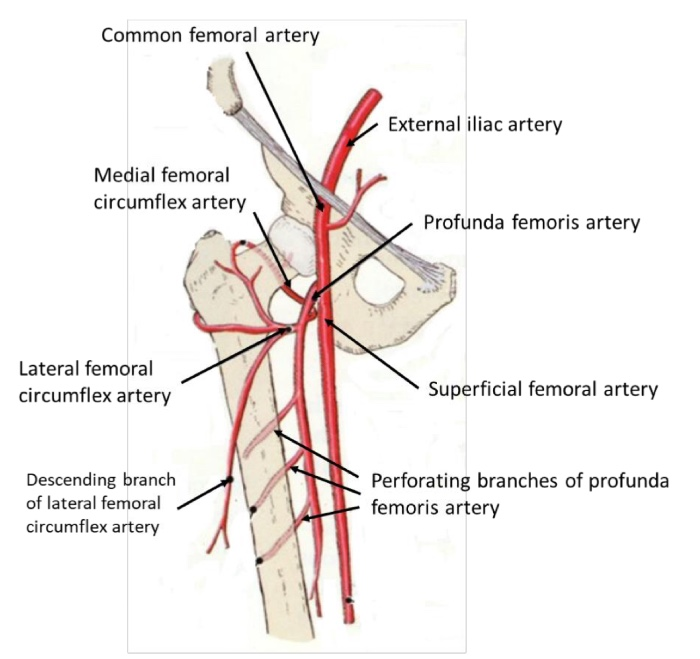 Common femoral artery
External iliac artery
Medial femoral
circumflex artery
Profunda femoris artery
Lateral femoral
circumflex artery
Superficial femoral artery
Descending branch
of lateral femoral
circumflex artery
Perforating branches of profunda
femoris artery